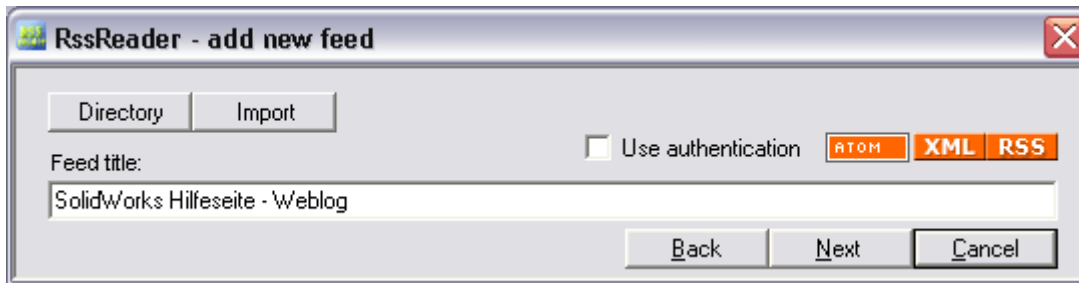 RssReader - add new feed
Directory Import
Use authentication ATOM XML RSS
Feed title:
SolidWorks Hilfeseite - Weblog
Back Next Cancel